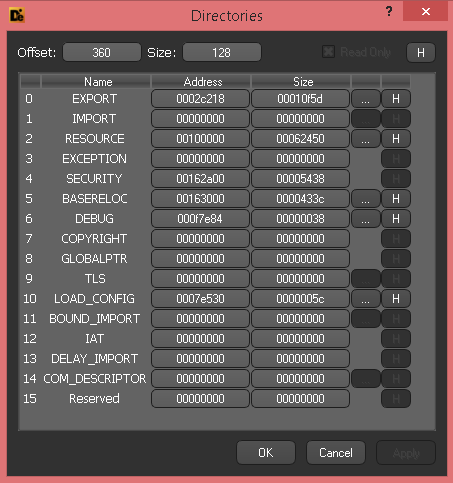 Directories
Offset: 360 Size: 128 Read Only H
Name Address Size
0 EXPORT 0002c218 00010f5d ... H
1 IMPORT 00000000 00000000 ... H
2 RESOURCE 00100000 00062450 ... H
3 EXCEPTION 00000000 00000000 H
4 SECURITY 00162a00 00005438 H
5 BASERELOC 00163000 0000433c ... H
6 DEBUG 000f7e84 00000038 ... H
7 COPYRIGHT 00000000 00000000 H
8 GLOBALPTR 00000000 00000000 H
9 TLS 00000000 00000000 ... H
10 LOAD_CONFIG 0007e530 0000005c ... H
11 BOUND_IMPORT 00000000 00000000 ... H
12 IAT 00000000 00000000 H
13 DELAY_IMPORT 00000000 00000000 H
14 COM_DESCRIPTOR 00000000 00000000 ... H
15 Reserved 00000000 00000000 H
OK Cancel Apply